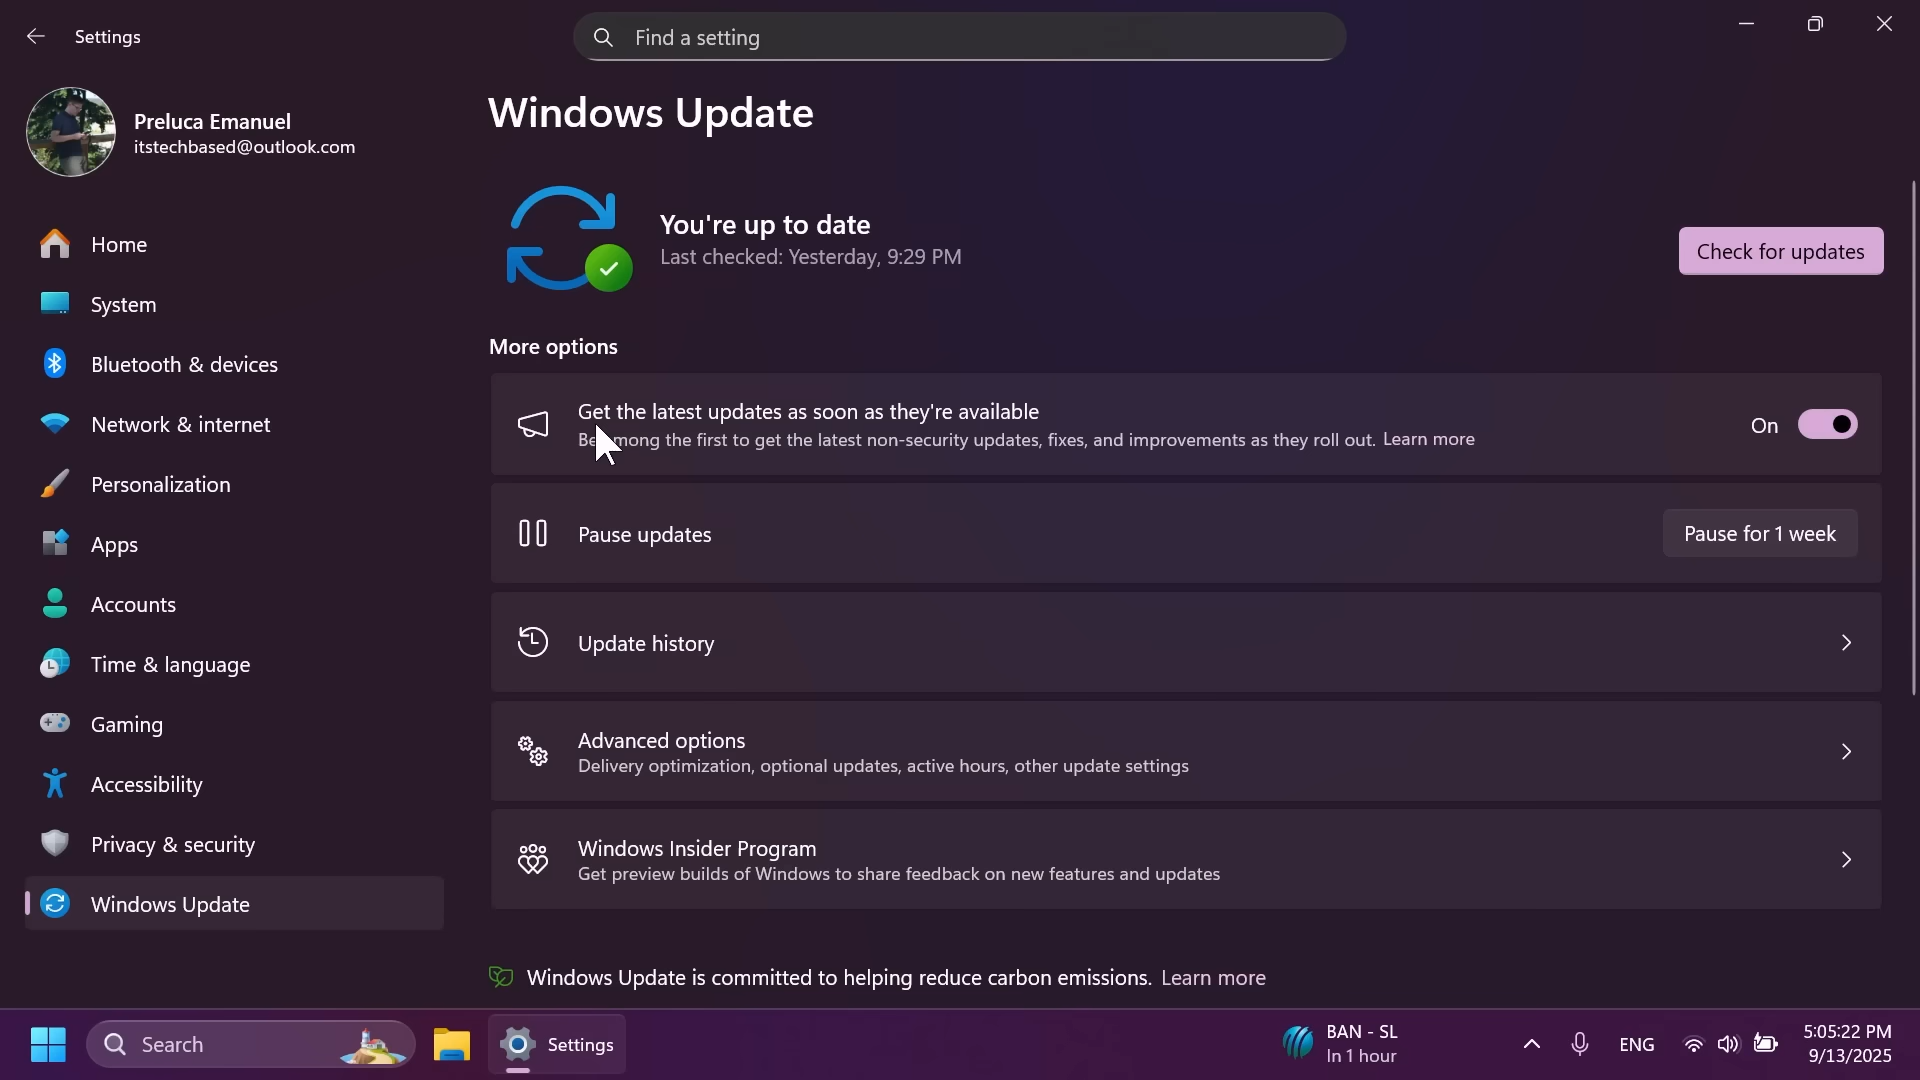 Settings
Find a setting
Preluca Emanuel
itstechbased@outlook.com
Home
System
Bluetooth & devices
Network & internet
Personalization
Apps
Accounts
Time & language
Gaming
Accessibility
Privacy & security
Windows Update
Windows Update
You're up to date
Last checked: Yesterday, 9:29 PM
Check for updates
More options
Get the latest updates as soon as they're available
Be among the first to get the latest non-security updates, fixes, and improvements as they roll out. Learn more
On
Pause updates
Pause for 1 week
Update history
Advanced options
Delivery optimization, optional updates, active hours, other update settings
Windows Insider Program
Get preview builds of Windows to share feedback on new features and updates
Windows Update is committed to helping reduce carbon emissions. Learn more
Search
Settings
BAN - SL
In 1 hour
ENG
5:05:22 PM
9/13/2025